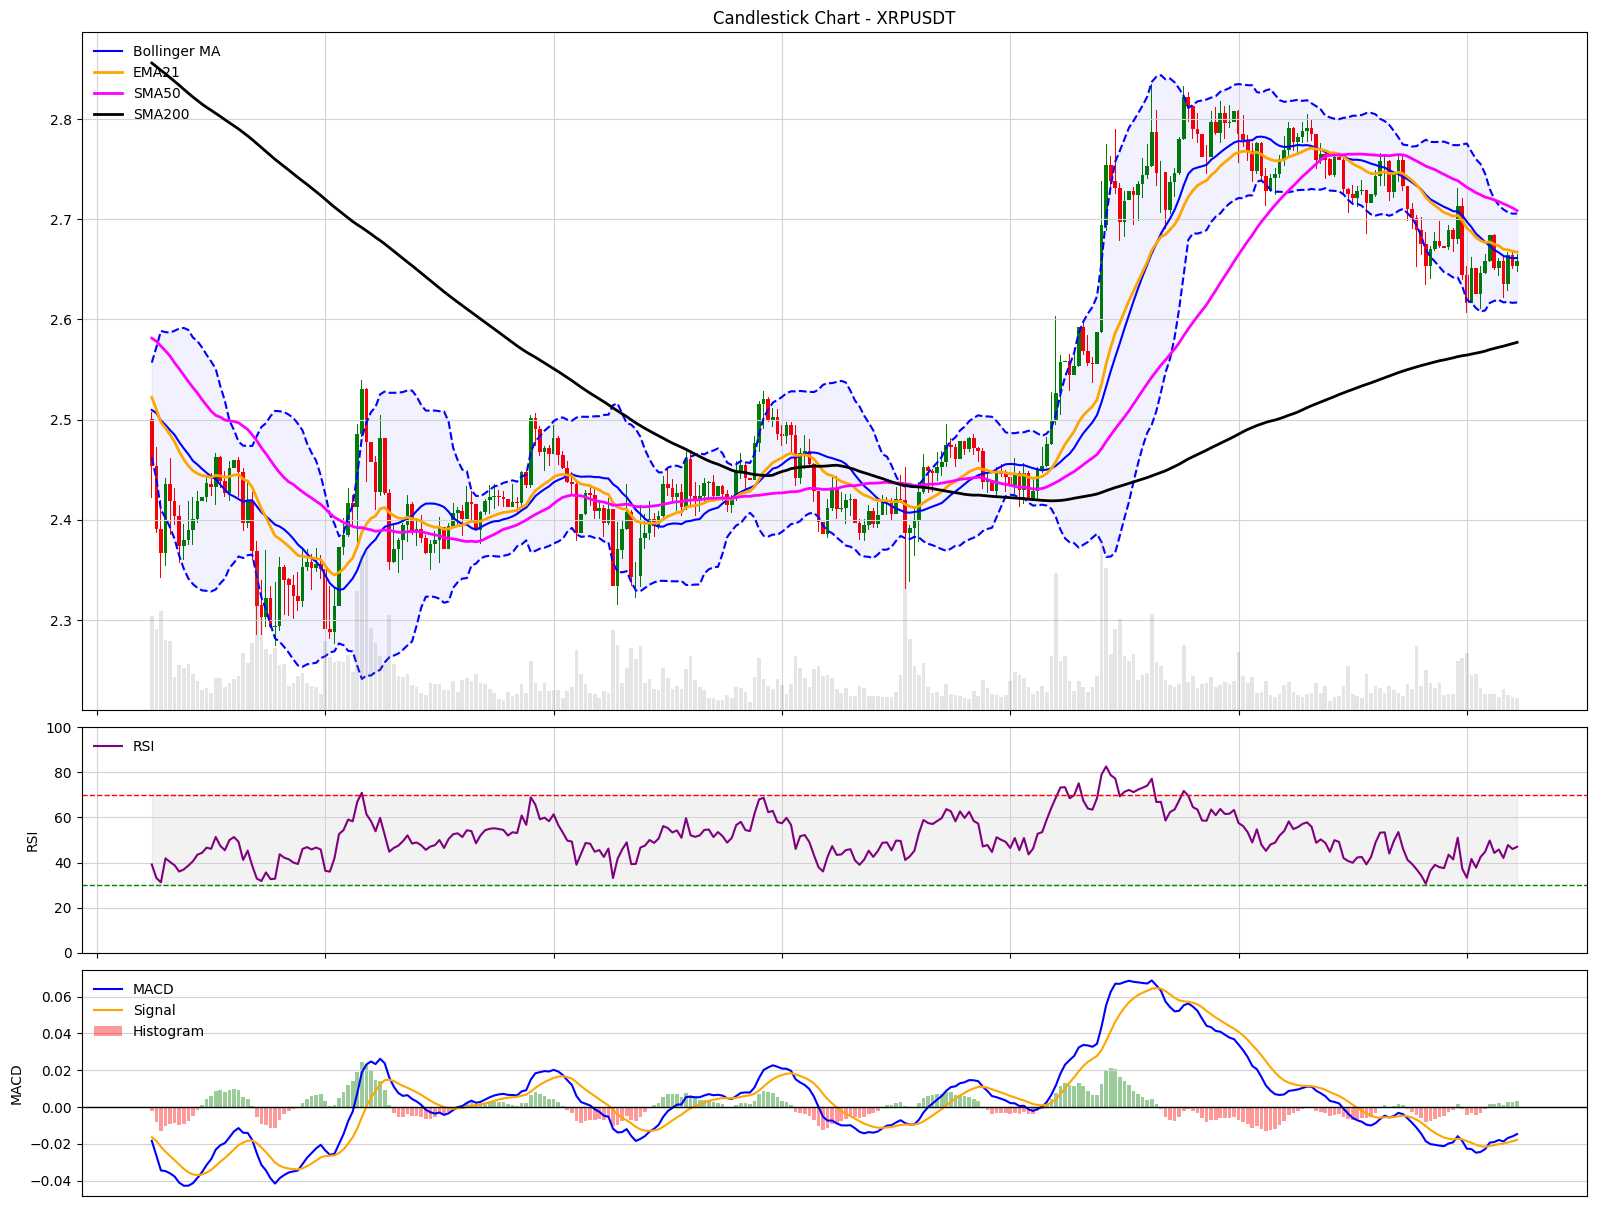 Candlestick Chart - XRPUSDT
Bollinger MA
EMA21
SMA50
SMA200
2.8
2.7
2.6
2.5
2.4
2.3
RSI
100
80
60
40
20
0
RSI
MACD
Signal
Histogram
0.06
0.04
0.02
0.00
−0.02
−0.04
MACD